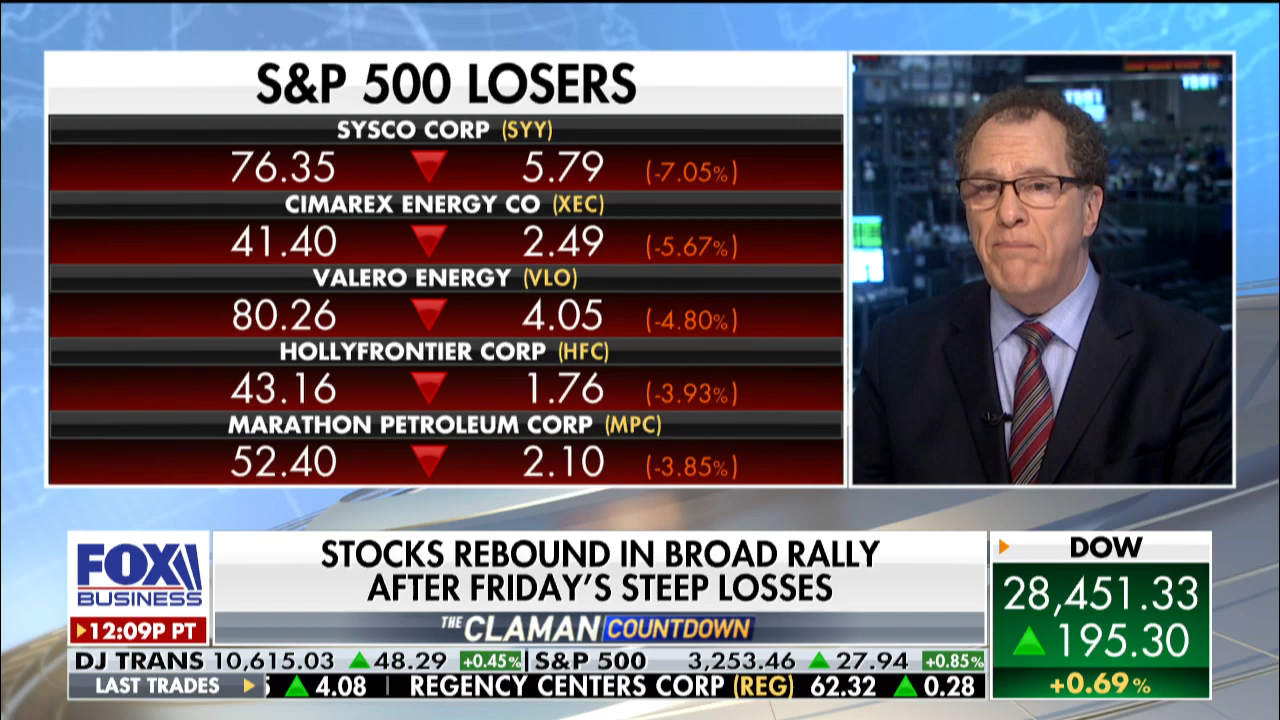 S&P 500 LOSERS
SYSCO CORP (SYY)
76.35 5.79 (-7.05%)
CIMAREX ENERGY CO (XEC)
41.40 2.49 (-5.67%)
VALERO ENERGY (VLO)
80.26 4.05 (-4.80%)
HOLLYFRONTIER CORP (HFC)
43.16 1.76 (-3.93%)
MARATHON PETROLEUM CORP (MPC)
52.40 2.10 (-3.85%)
FOX
BUSINESS
12:09P PT
STOCKS REBOUND IN BROAD RALLY
AFTER FRIDAY'S STEEP LOSSES
THE CLAMAN COUNTDOWN
DOW
28,451.33
195.30
+0.69%
DJ TRANS 10,615.03 48.29 +0.45% S&P 500 3,253.46 27.94 +0.85%
LAST TRADES 4.08 REGENCY CENTERS CORP (REG) 62.32 0.28